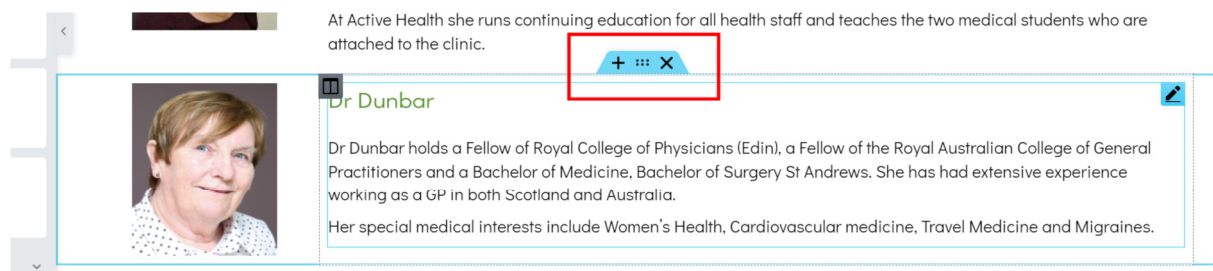 At Active Health she runs continuing education for all health staff and teaches the two medical students who are
attached to the clinic.
Dr Dunbar
Dr Dunbar holds a Fellow of Royal College of Physicians (Edin), a Fellow of the Royal Australian College of General
Practitioners and a Bachelor of Medicine, Bachelor of Surgery St Andrews. She has had extensive experience
working as a GP in both Scotland and Australia.
Her special medical interests include Women’s Health, Cardiovascular medicine, Travel Medicine and Migraines.